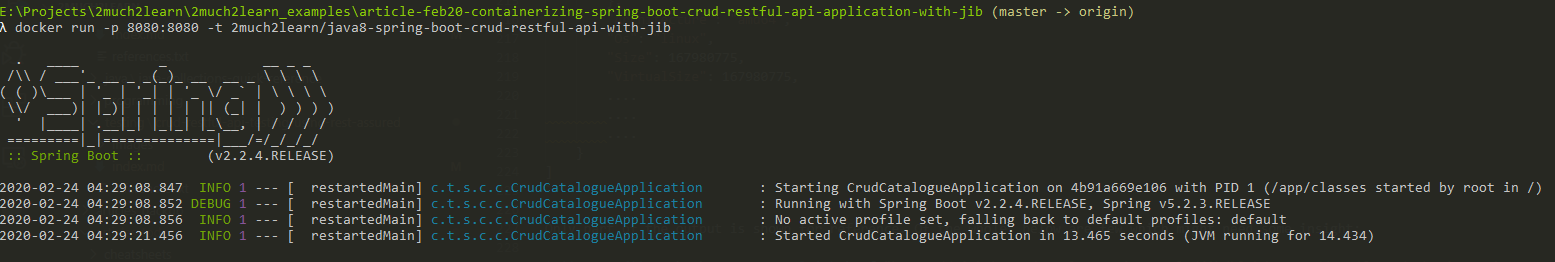 E:\Projects\2much2learn\2much2learn_examples\article-feb20-containerizing-spring-boot-crud-restful-api-application-with-jib (master -> origin)
λ docker run -p 8080:8080 -t 2much2learn/java8-spring-boot-crud-restful-api-with-jib
  .   ____          _            __ _ _
 /\\ / ___'_ __ _ _(_)_ __  __ _ \ \ \ \
( ( )\___ | '_ | '_| | '_ \/ _` | \ \ \ \
 \\/  ___)| |_)| | | | | || (_| |  ) ) ) )
  '  |____| .__|_| |_|_| |_\__, | / / / /
 =========|_|==============|___/=/_/_/_/
 :: Spring Boot ::        (v2.2.4.RELEASE)
2020-02-24 04:29:08.847  INFO 1 --- [  restartedMain] c.t.s.c.c.CrudCatalogueApplication       : Starting CrudCatalogueApplication on 4b91a669e106 with PID 1 (/app/classes started by root in /)
2020-02-24 04:29:08.852 DEBUG 1 --- [  restartedMain] c.t.s.c.c.CrudCatalogueApplication       : Running with Spring Boot v2.2.4.RELEASE, Spring v5.2.3.RELEASE
2020-02-24 04:29:08.856  INFO 1 --- [  restartedMain] c.t.s.c.c.CrudCatalogueApplication       : No active profile set, falling back to default profiles: default
2020-02-24 04:29:21.456  INFO 1 --- [  restartedMain] c.t.s.c.c.CrudCatalogueApplication       : Started CrudCatalogueApplication in 13.465 seconds (JVM running for 14.434)